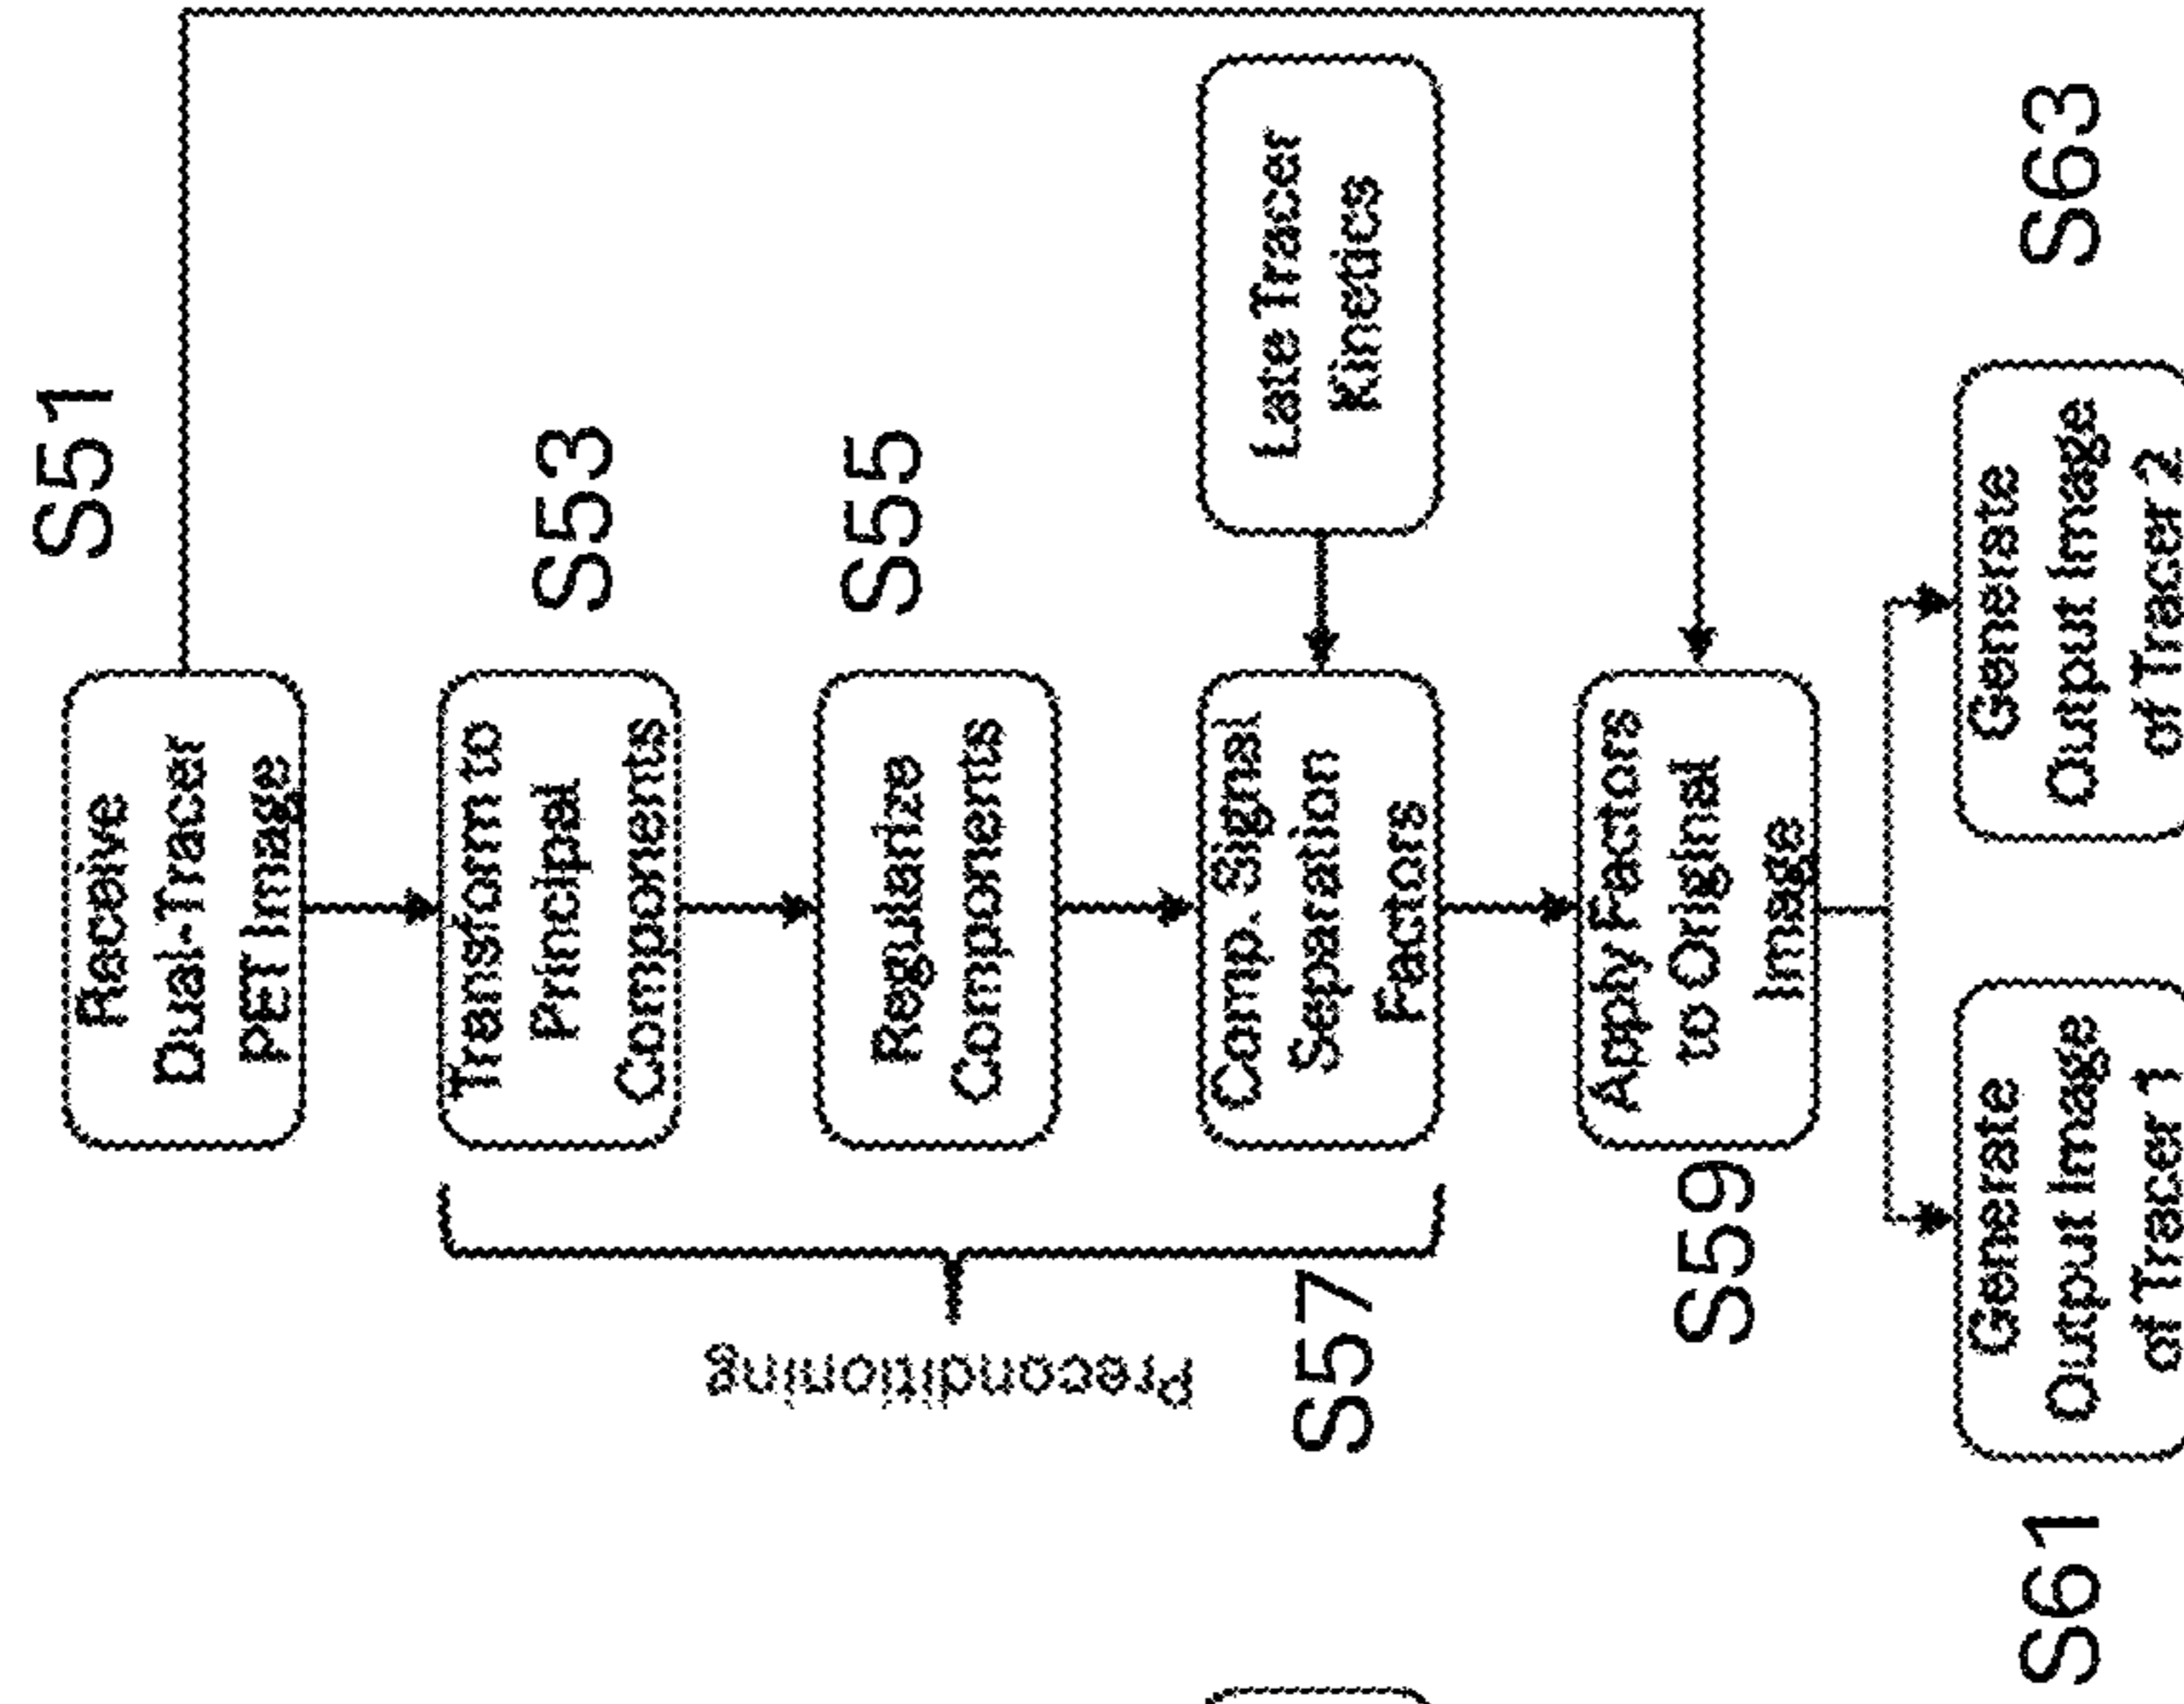 S51
Receive
Dual-Tracer
PET Image
S53
Transform to
Principal
Components
S55
Regularize
Components
Preconditioning
S57
Comp. Signal
Separation
Factors
Late Tracer
Kinetics
S59
Apply Factors
to Original
Image
S61
Generate
Output Image
of Tracer 1
S63
Generate
Output Image
of Tracer 2